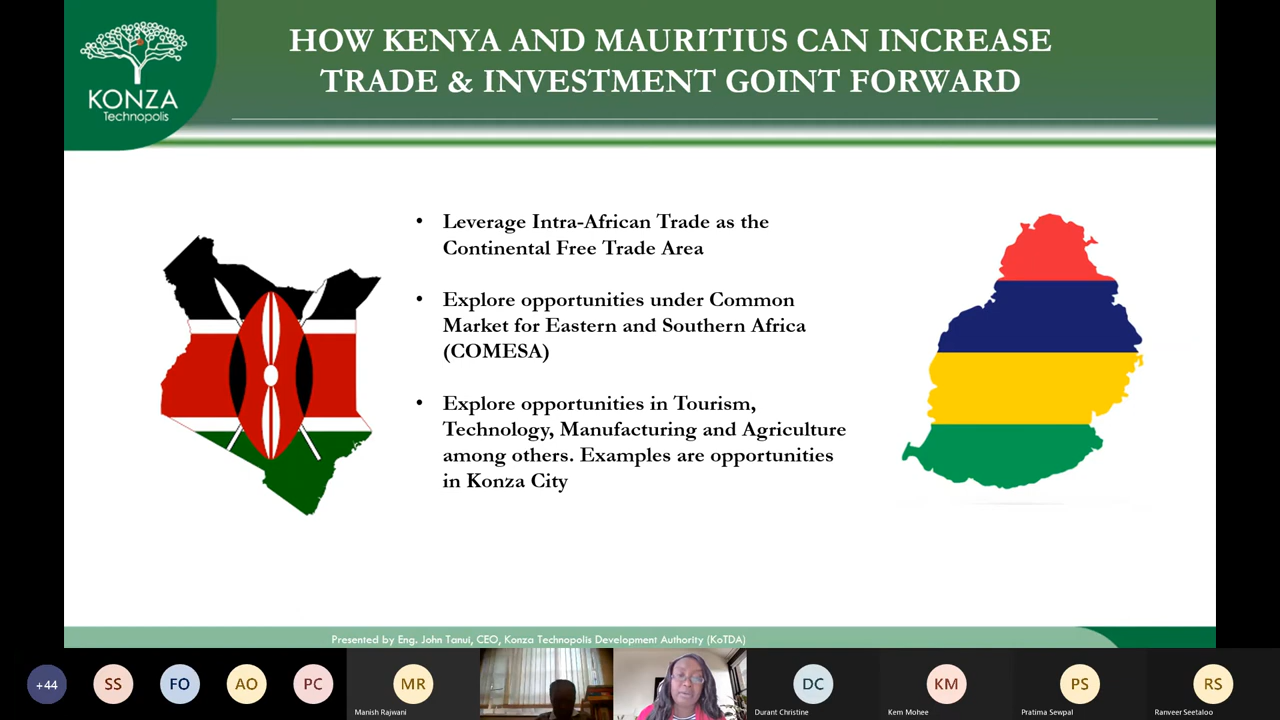 KONZA
Technopolis
HOW KENYA AND MAURITIUS CAN INCREASE
TRADE & INVESTMENT GOINT FORWARD
• Leverage Intra-African Trade as the
Continental Free Trade Area
• Explore opportunities under Common
Market for Eastern and Southern Africa
(COMESA)
• Explore opportunities in Tourism,
Technology, Manufacturing and Agriculture
among others. Examples are opportunities
in Konza City
Presented by Eng. John Tanui, CEO, Konza Technopolis Development Authority (KoTDA)
+44
SS
FO
AO
PC
MR
Manish Rajwani
DC
Durant Christine
KM
Kem Mohee
PS
Pratima Sewpal
RS
Ranveer Seetaloo